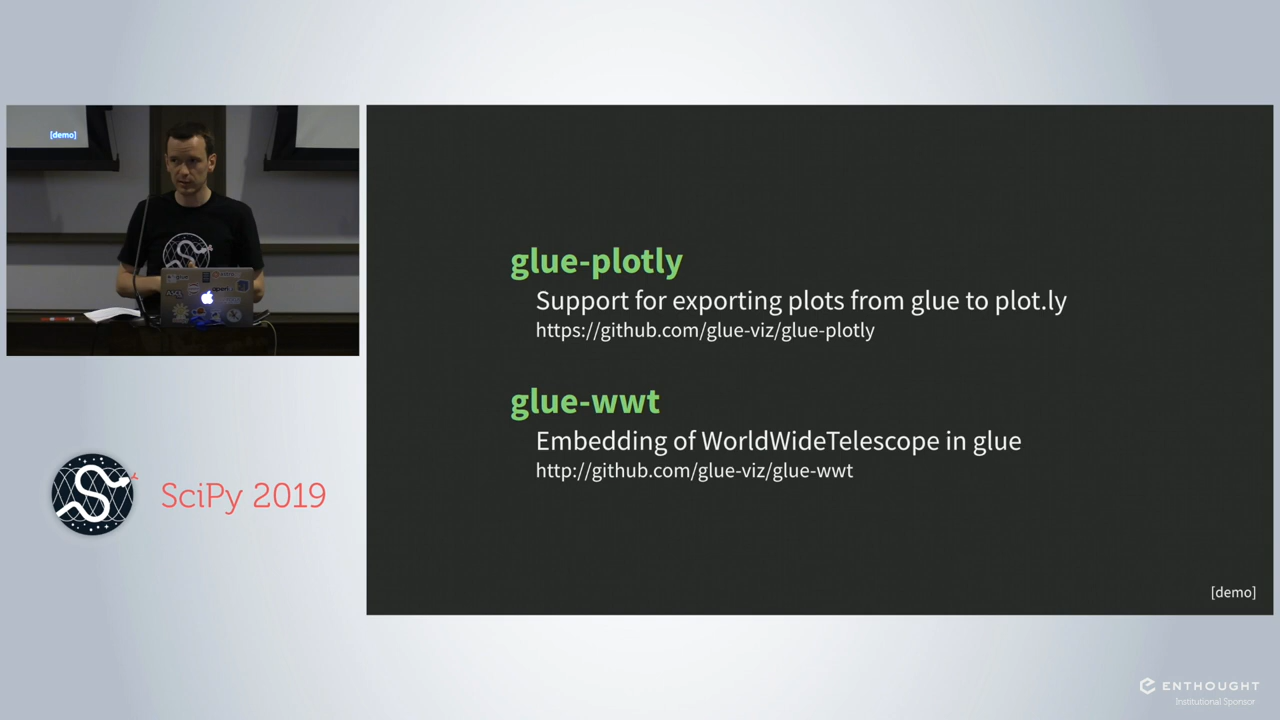 [demo]
glue-plotly
Support for exporting plots from glue to plot.ly
https://github.com/glue-viz/glue-plotly
glue-wwt
Embedding of WorldWideTelescope in glue
http://github.com/glue-viz/glue-wwt
[demo]
SciPy 2019
ENTHOUGHT
Institutional Sponsor